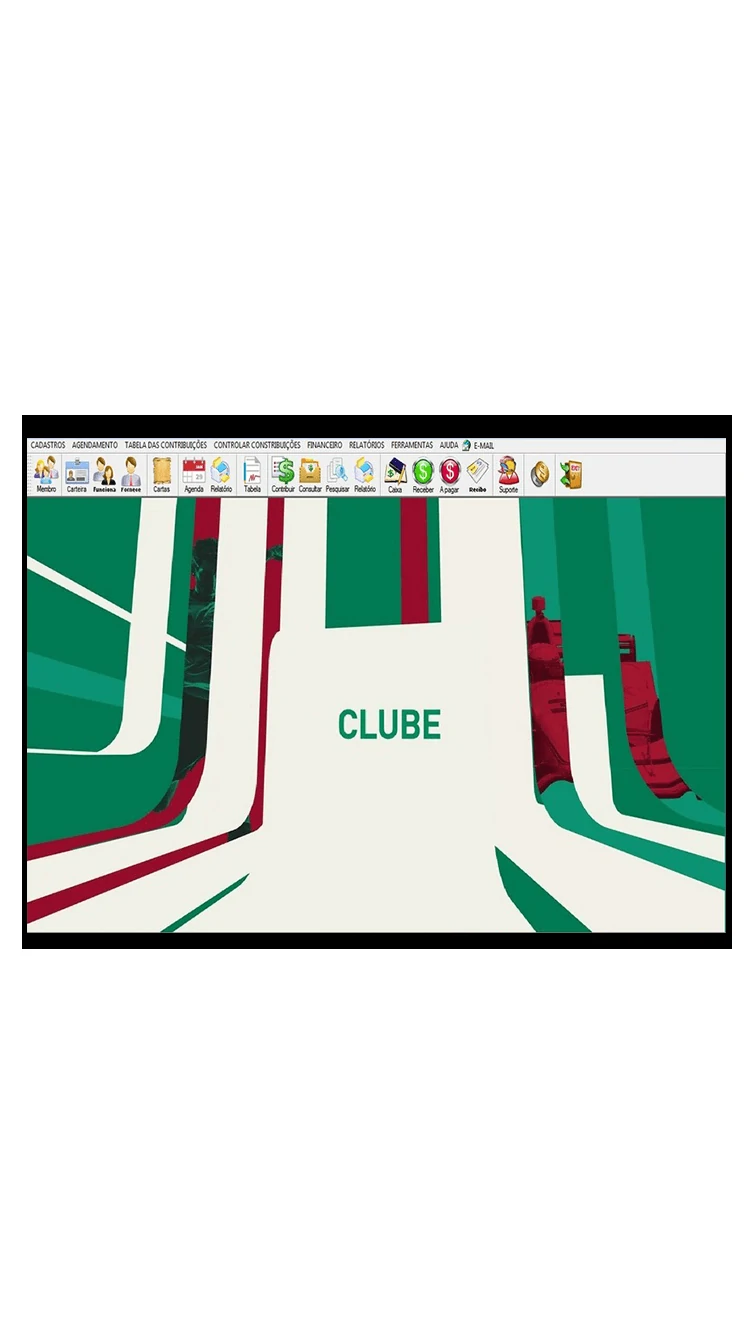 CADASTROS AGENDAMENTO TABELA DAS CONTRIBUIÇÕES CONTROLAR CONSTRIBUIÇÕES FINANCEIRO RELATÓRIOS FERRAMENTAS AJUDA E-MAIL
Membro Carteira Funciona Fornece Cartas Agenda Relatório Tabela Contribuir Consultar Pesquisar Relatório Caixa Receber A pagar Recibo Suporte
CLUBE